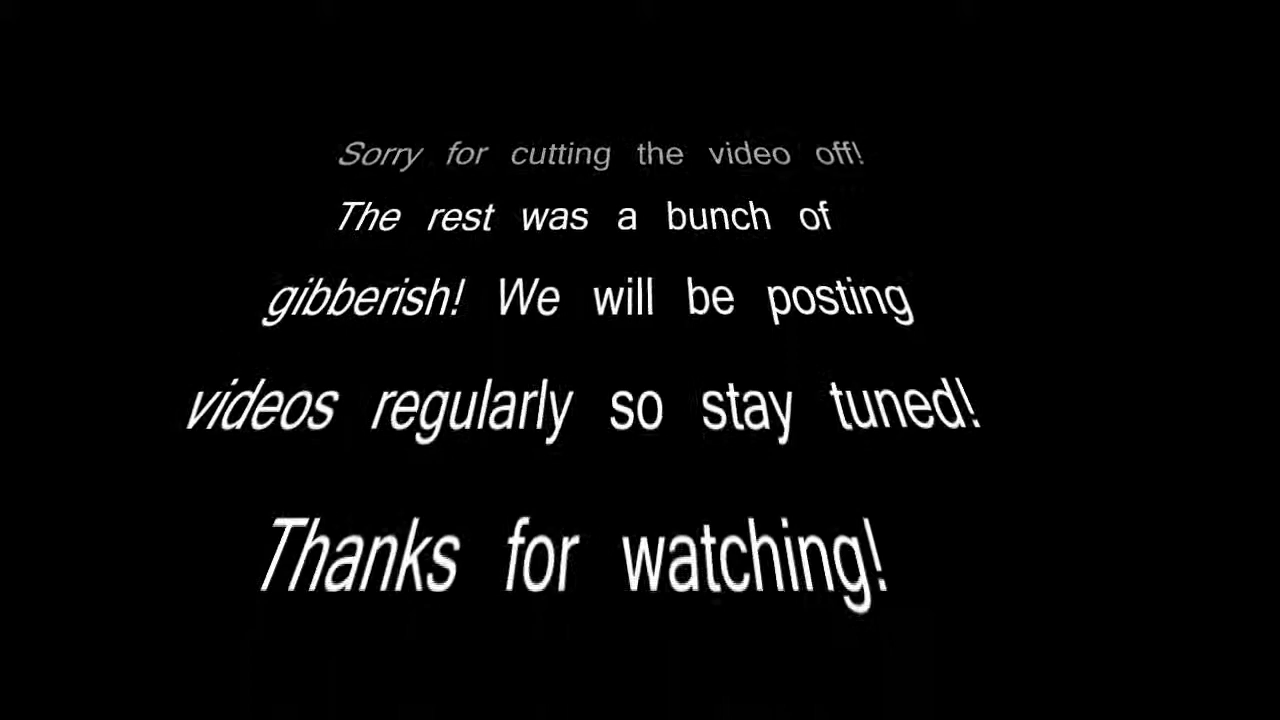 Sorry for cutting the video off!
The rest was a bunch of
gibberish! We will be posting
videos regularly so stay tuned!
Thanks for watching!